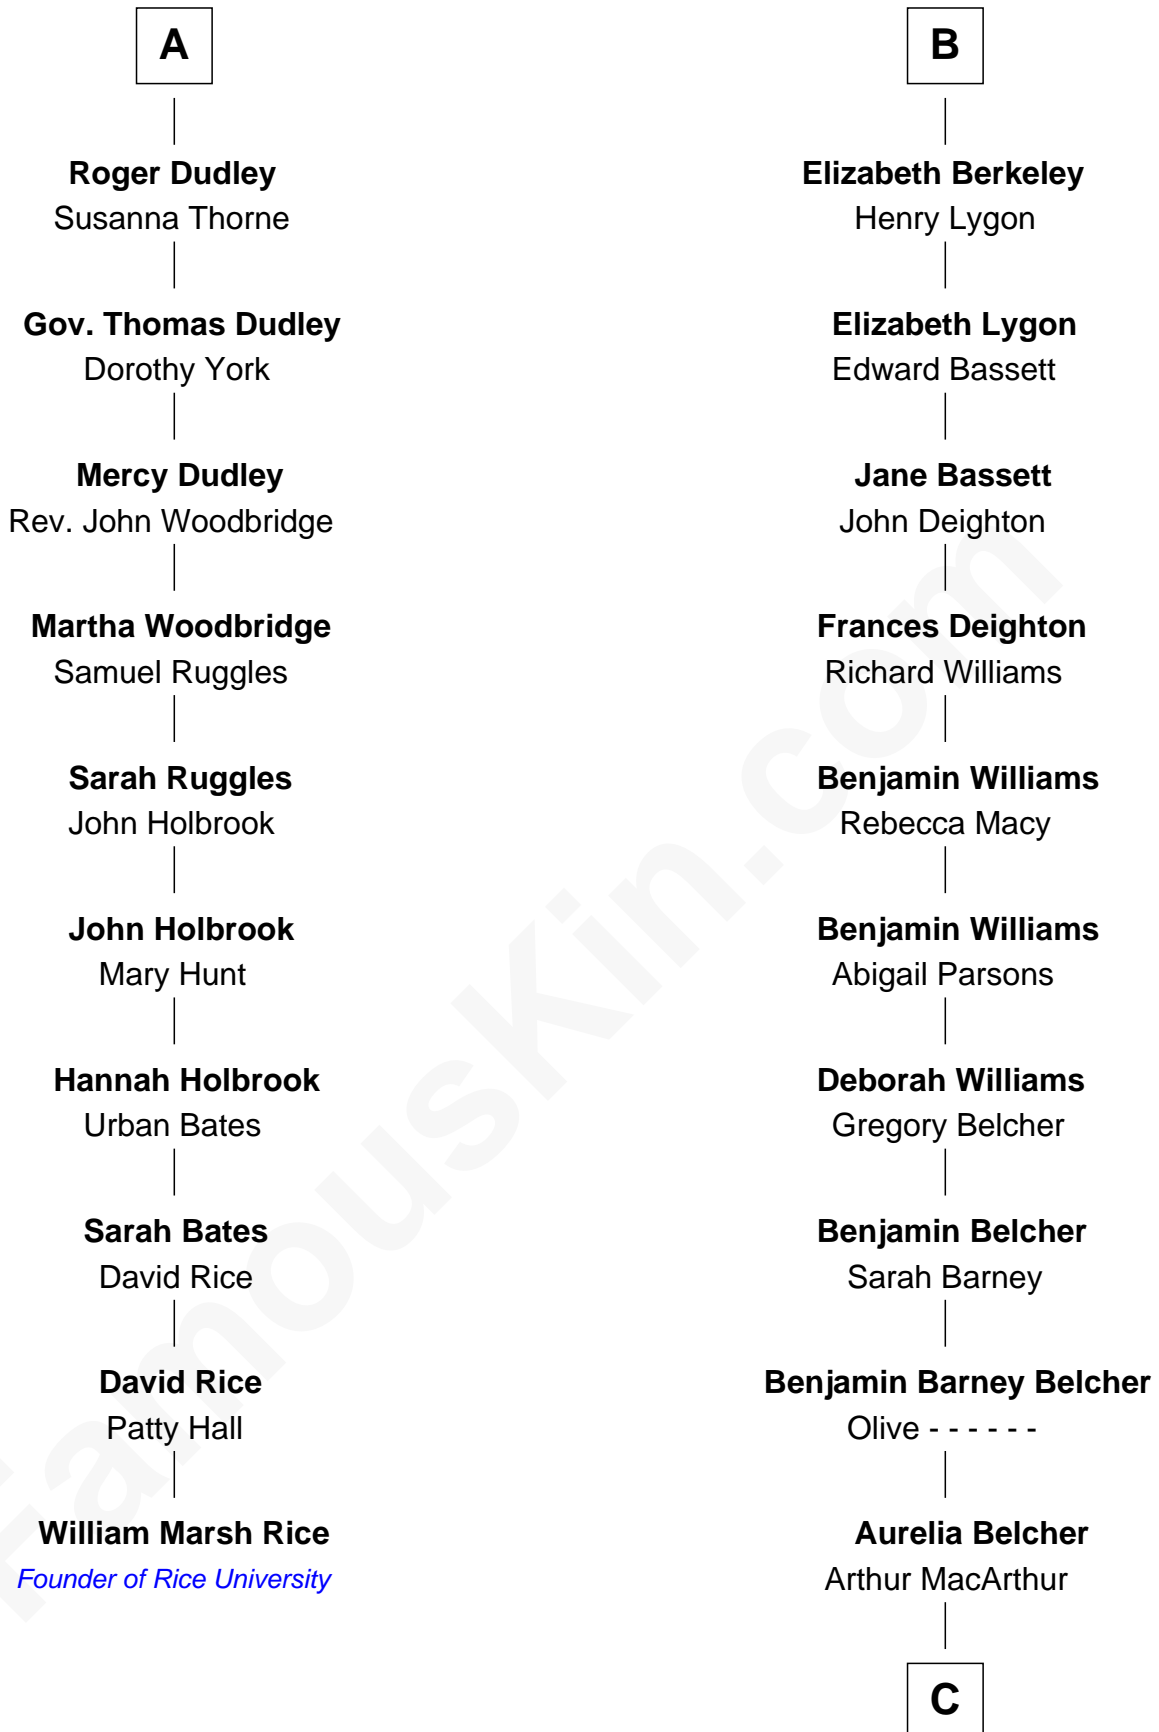 A
Roger Dudley
Susanna Thorne
Gov. Thomas Dudley
Dorothy York
Mercy Dudley
Rev. John Woodbridge
Martha Woodbridge
Samuel Ruggles
Sarah Ruggles
John Holbrook
John Holbrook
Mary Hunt
Hannah Holbrook
Urban Bates
Sarah Bates
David Rice
David Rice
Patty Hall
William Marsh Rice
Founder of Rice University
B
Elizabeth Berkeley
Henry Lygon
Elizabeth Lygon
Edward Bassett
Jane Bassett
John Deighton
Frances Deighton
Richard Williams
Benjamin Williams
Rebecca Macy
Benjamin Williams
Abigail Parsons
Deborah Williams
Gregory Belcher
Benjamin Belcher
Sarah Barney
Benjamin Barney Belcher
Olive - - - - - -
Aurelia Belcher
Arthur MacArthur
C
FamousKin.com